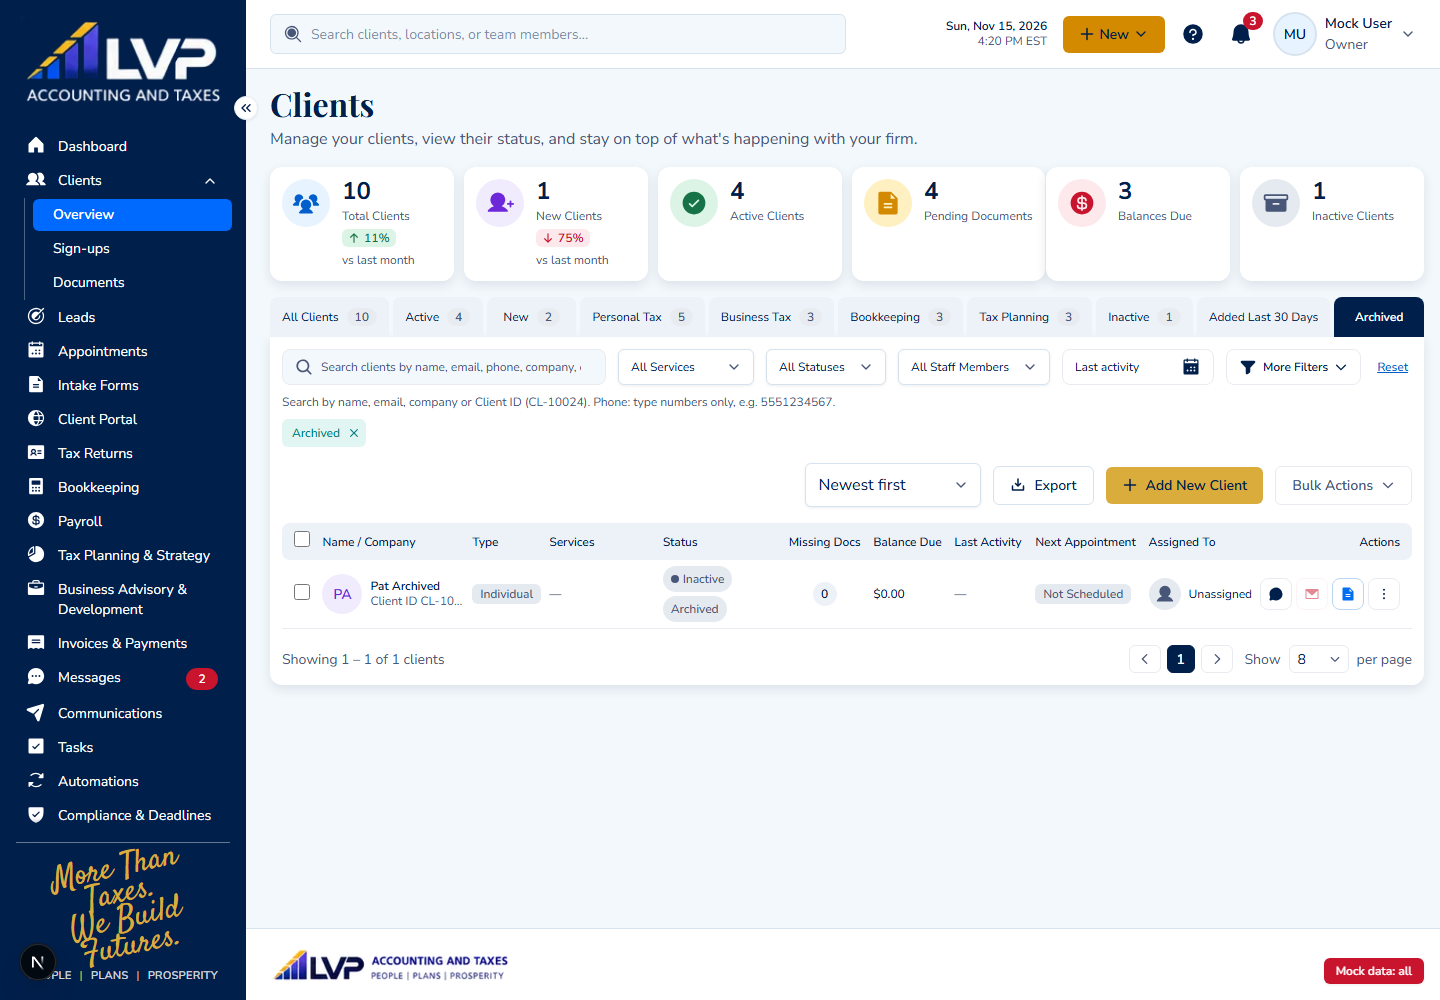 LVP
ACCOUNTING AND TAXES
Dashboard
Clients
Overview
Sign-ups
Documents
Leads
Appointments
Intake Forms
Client Portal
Tax Returns
Bookkeeping
Payroll
Tax Planning & Strategy
Business Advisory &
Development
Invoices & Payments
Messages 2
Communications
Tasks
Automations
Compliance & Deadlines
More Than
Taxes.
We Build
Futures.
PLE | PLANS | PROSPERITY
N
Search clients, locations, or team members...
Sun, Nov 15, 2026
4:20 PM EST
+ New
3
MU
Mock User
Owner
Clients
Manage your clients, view their status, and stay on top of what's happening with your firm.
10
Total Clients
↑ 11%
vs last month
1
New Clients
↓ 75%
vs last month
4
Active Clients
4
Pending Documents
3
Balances Due
1
Inactive Clients
All Clients 10 Active 4 New 2 Personal Tax 5 Business Tax 3 Bookkeeping 3 Tax Planning 3 Inactive 1 Added Last 30 Days Archived
Search clients by name, email, phone, company, All Services All Statuses All Staff Members Last activity More Filters Reset
Search by name, email, company or Client ID (CL-10024). Phone: type numbers only, e.g. 5551234567.
Archived ×
Newest first Export + Add New Client Bulk Actions
Name / Company Type Services Status Missing Docs Balance Due Last Activity Next Appointment Assigned To Actions
PA Pat Archived Individual — Inactive 0 $0.00 — Not Scheduled Unassigned
Client ID CL-10... Archived
Showing 1 – 1 of 1 clients 1 Show 8 per page
LVP
ACCOUNTING AND TAXES
PEOPLE | PLANS | PROSPERITY
Mock data: all